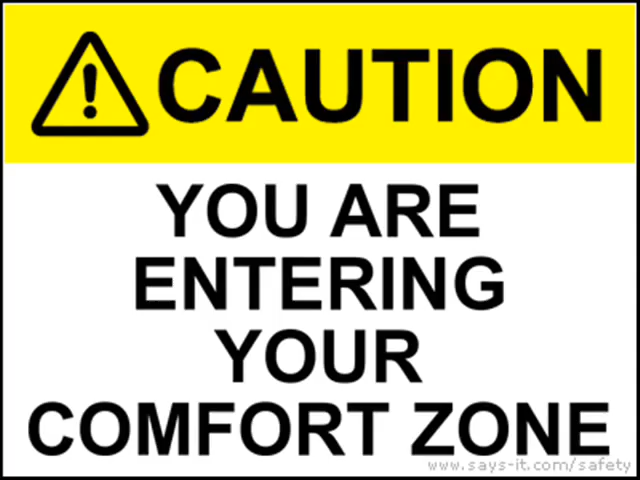 CAUTION
YOU ARE
ENTERING
YOUR
COMFORT ZONE
www.says-it.com/safety